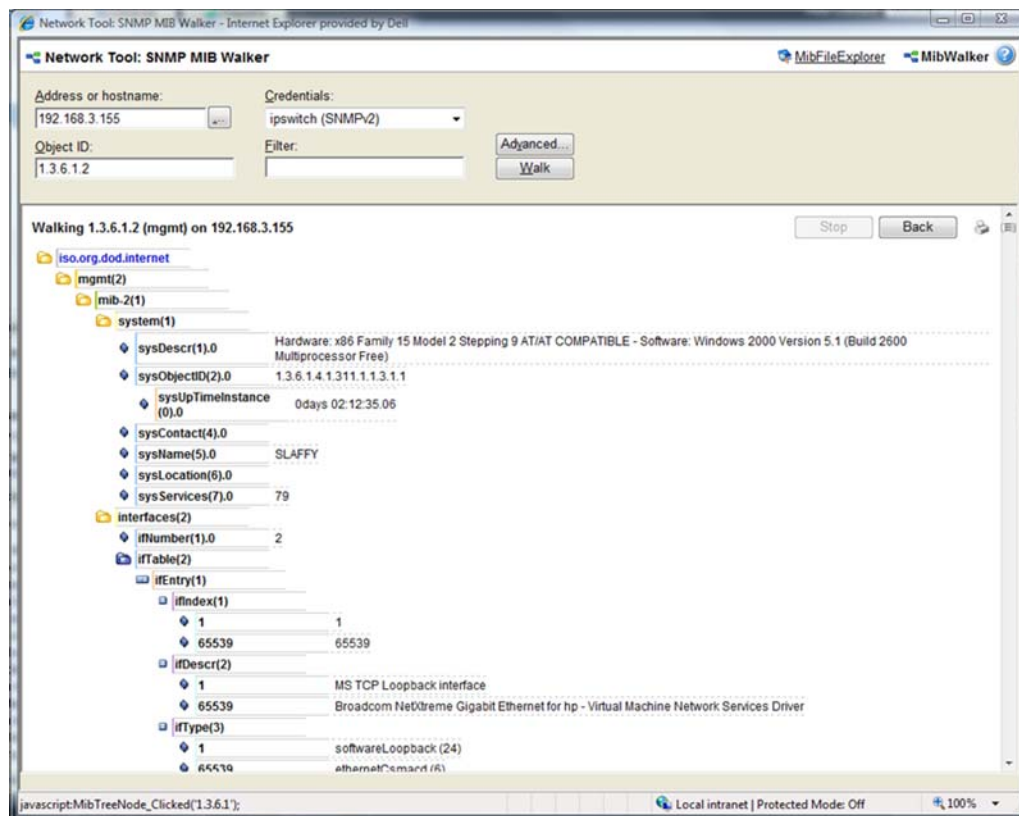 Network Tool: SNMP MIB Walker - Internet Explorer provided by Dell
Network Tool: SNMP MIB Walker
MibFileExplorer
MibWalker
Address or hostname:
Credentials:
192.168.3.155
...
ipswitch (SNMPv2)
Object ID:
Filter:
Advanced...
1.3.6.1.2
Walk
Walking 1.3.6.1.2 (mgmt) on 192.168.3.155
Stop
Back
iso.org.dod.internet
mgmt(2)
mib-2(1)
system(1)
sysDescr(1).0 Hardware: x86 Family 15 Model 2 Stepping 9 AT/AT COMPATIBLE - Software: Windows 2000 Version 5.1 (Build 2600
Multiprocessor Free)
sysObjectID(2).0 1.3.6.1.4.1.311.1.1.3.1.1
sysUpTimeInstance
(0).0 0days 02:12:35.06
sysContact(4).0
sysName(5).0 SLAFFY
sysLocation(6).0
sysServices(7).0 79
interfaces(2)
ifNumber(1).0 2
ifTable(2)
ifEntry(1)
ifIndex(1)
1 1
65539 65539
ifDescr(2)
1 MS TCP Loopback interface
65539 Broadcom NetXtreme Gigabit Ethernet for hp - Virtual Machine Network Services Driver
ifType(3)
1 softwareLoopback (24)
65539 ethernetCsmacd (6)
javascript:MibTreeNode_Clicked('1.3.6.1');
Local intranet | Protected Mode: Off
100%